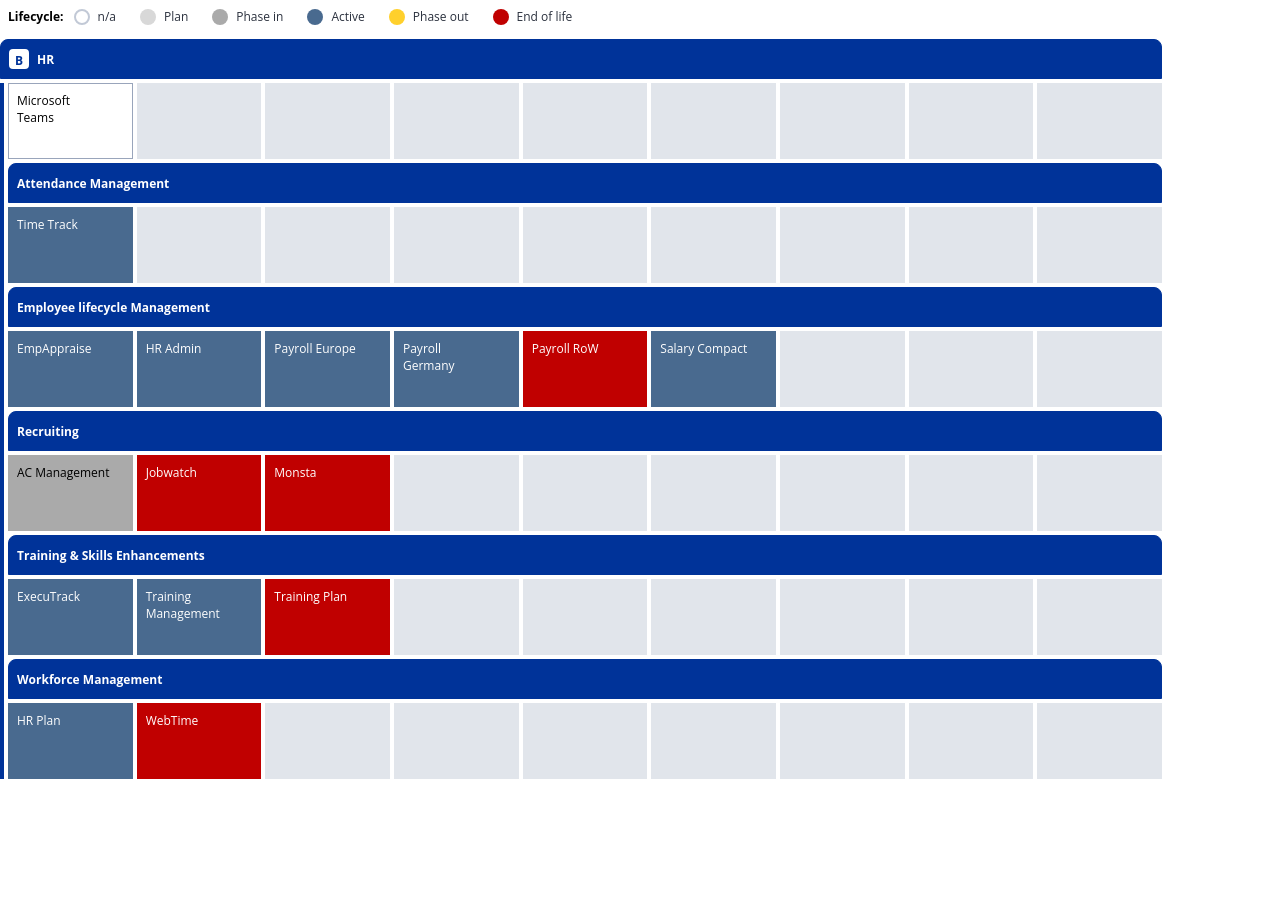 Lifecycle: n/a Plan Phase in Active Phase out End of life
B HR
Microsoft
Teams
Attendance Management
Time Track
Employee lifecycle Management
EmpAppraise HR Admin Payroll Europe Payroll Payroll RoW Salary Compact
Germany
Recruiting
AC Management Jobwatch Monsta
Training & Skills Enhancements
ExecuTrack Training Training Plan
Management
Workforce Management
HR Plan WebTime